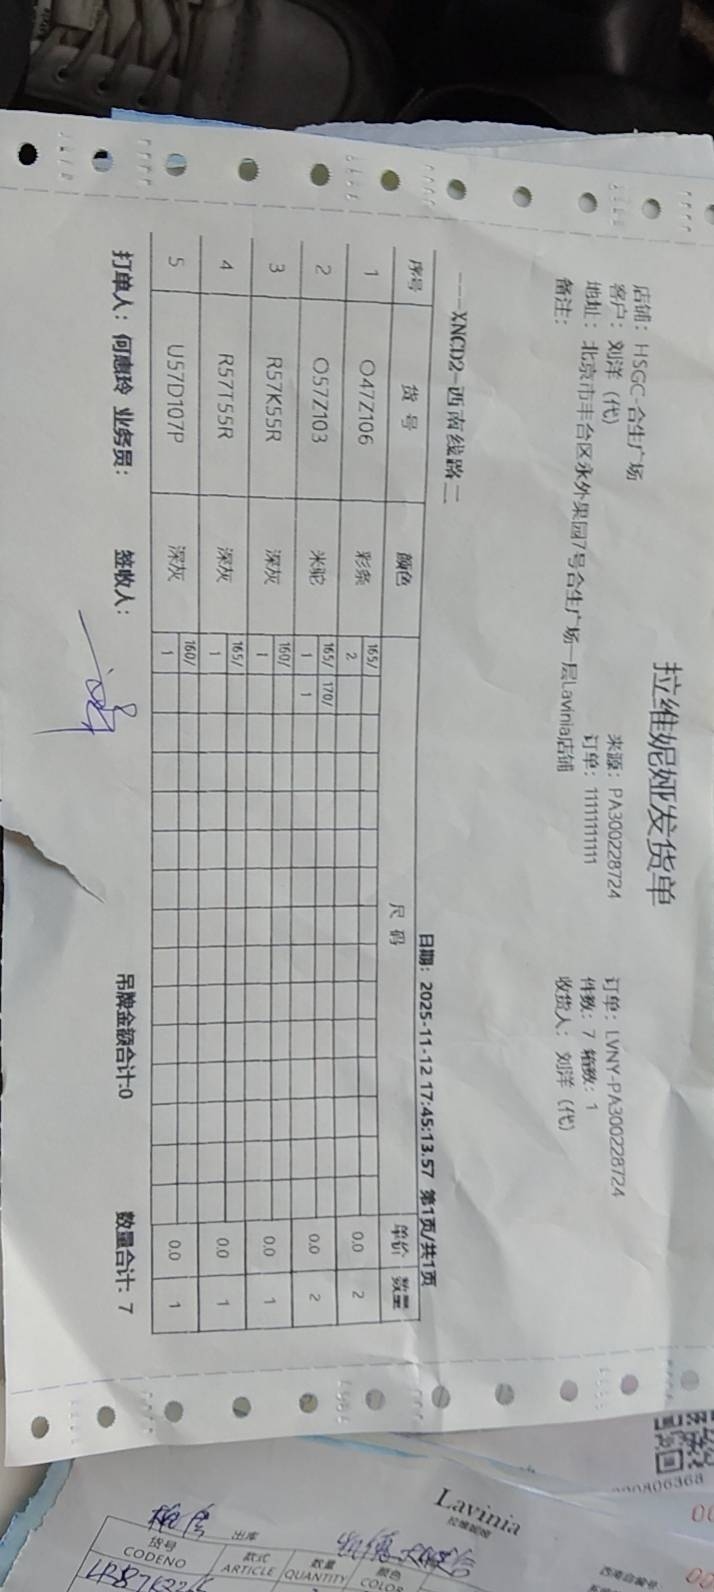 拉维妮娅发货单
店铺：HSGC-合生广场
客户：刘洋（代） 来源：PA300228724 订单：LVNY-PA300228724
地址：北京市丰台区永外果园7号合生广场一层Lavinia店铺 订单：11111111111 件数：7 箱数：1
备注： 收货人：刘洋（代）
---XNCD2-西南线路二 日期：2025-11-12 17:45:13.57 第1页/共1页
序号 货号 颜色 尺码 单价 数量
1 O47Z106 彩条 165/ 2 0.0 2
2 O57Z103 米驼 165/ 170/ 1 1 0.0 2
3 R57K55R 深灰 160/ 1 0.0 1
4 R57T55R 深灰 165/ 1 0.0 1
5 U57D107P 深灰 160/ 1 0.0 1
打单人：何惠玲 业务员： 签收人： 吊牌金额合计:0 数量合计: 7
Lavinia
拉维妮娅
出库
货号 款式 数量 颜色
CODENO ARTICLE QUANTITY COLOR